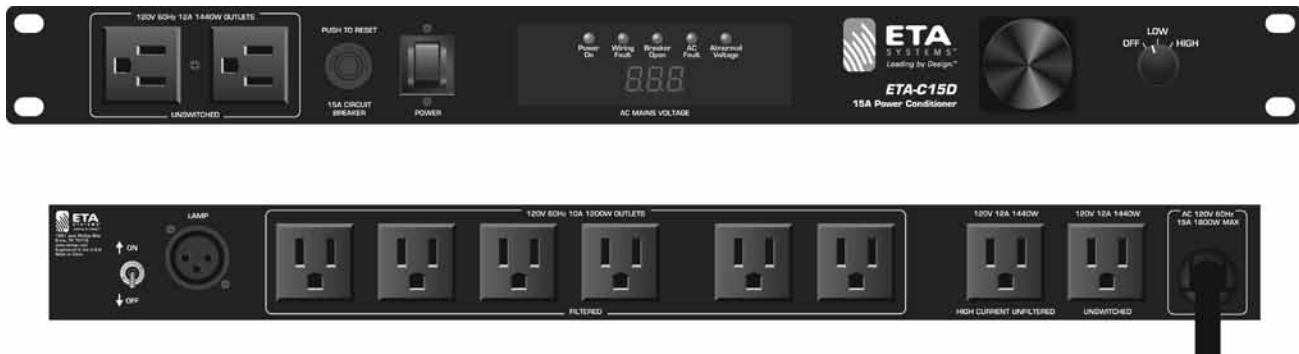 120V 60Hz 12A 1440W OUTLETS
UNSWITCHED
PUSH TO RESET
15A CIRCUIT
BREAKER
POWER
Power
On
Wiring
Fault
Breaker
Open
AC
Fault
Abnormal
Voltage
AC MAINS VOLTAGE
ETA
SYSTEMS™
Leading by Design.™
ETA-C15D
15A Power Conditioner
OFF
LOW
HIGH
ETA
SYSTEMS
ON
OFF
LAMP
120V 60Hz 10A 1200W OUTLETS
FILTERED
120V 12A 1440W
HIGH CURRENT UNFILTERED
120V 12A 1440W
UNSWITCHED
AC 120V 60Hz
15A 1800W MAX